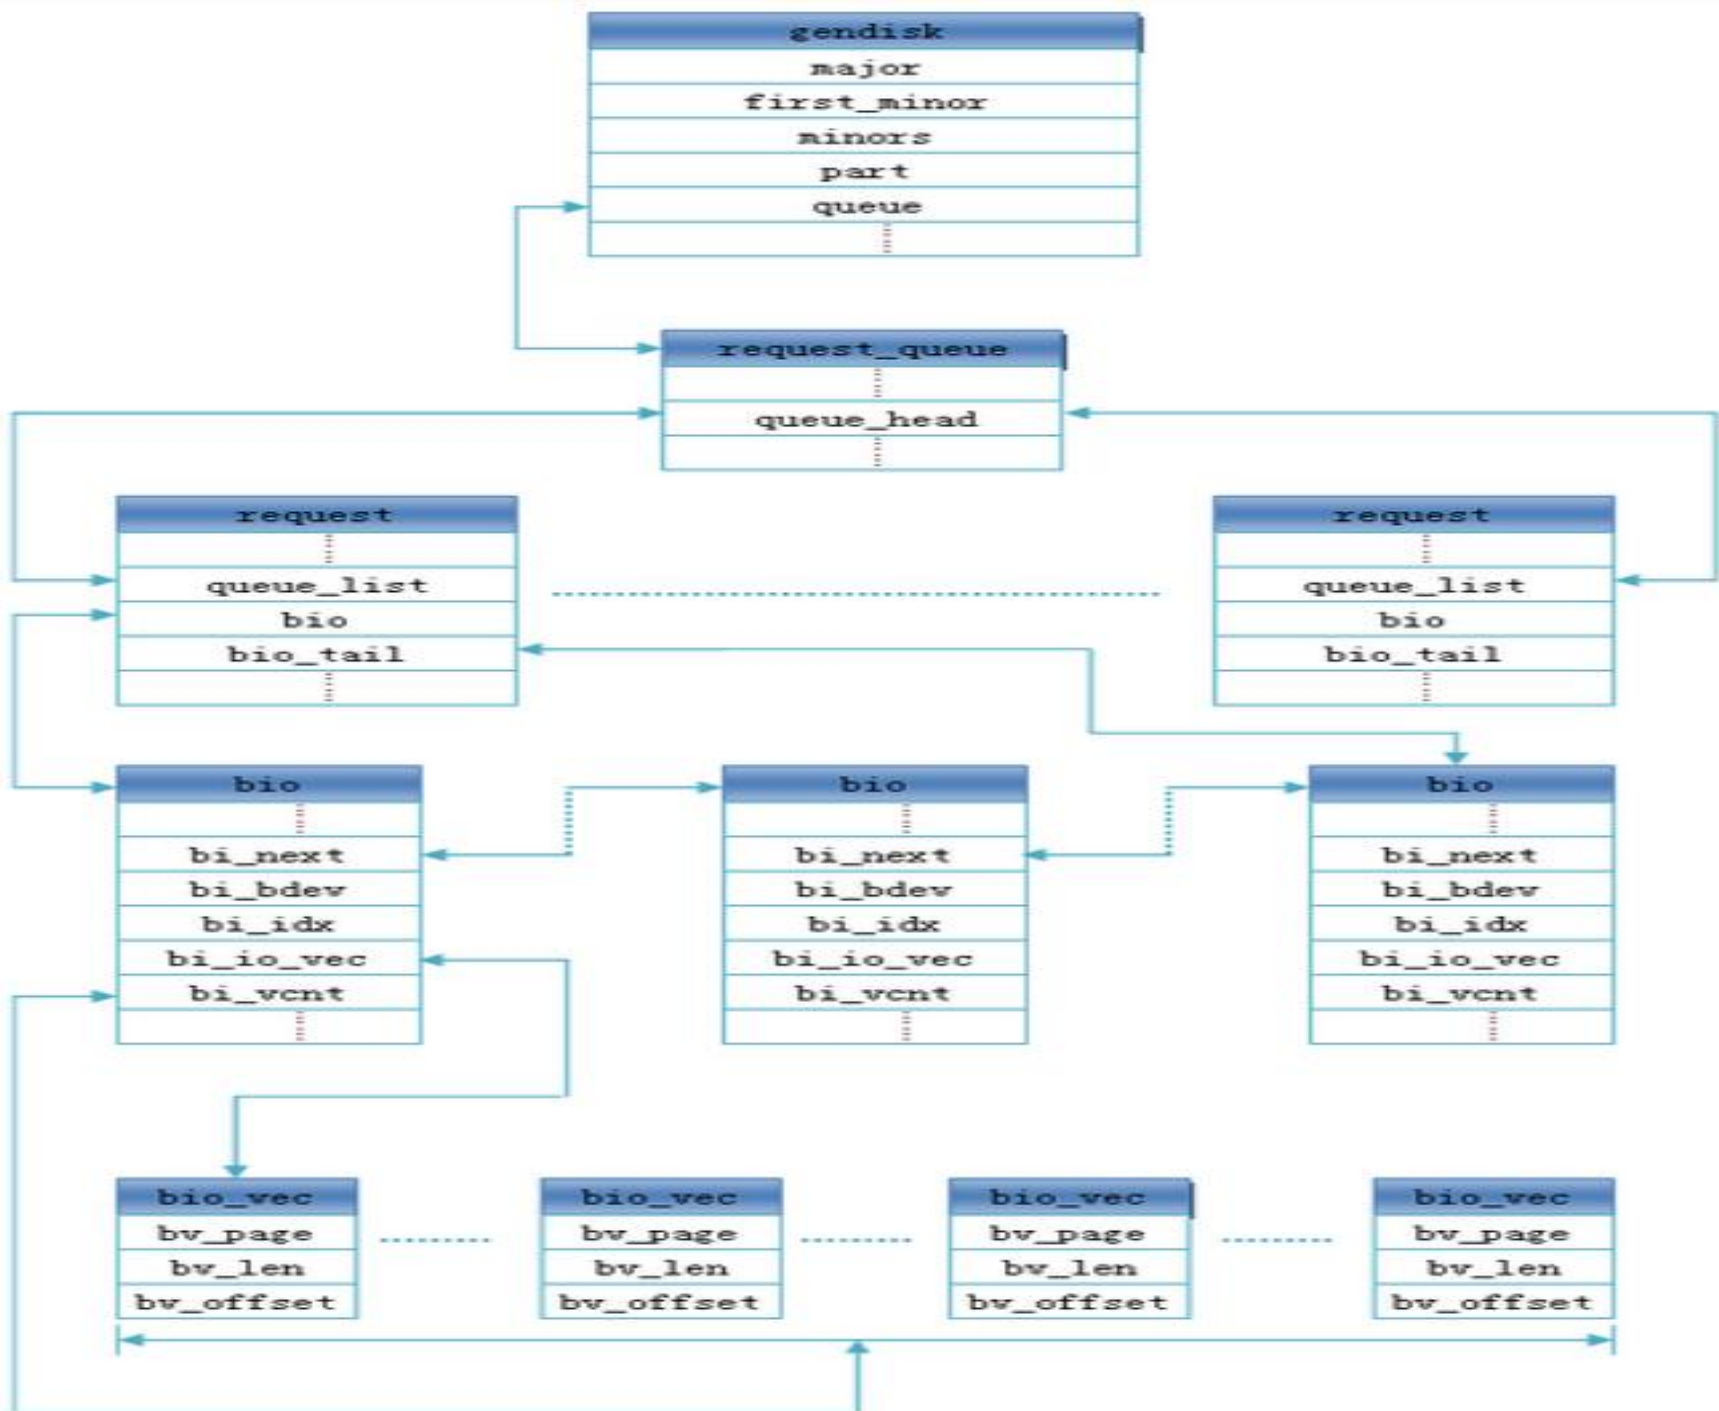 gendisk
major
first_minor
minors
part
queue
request_queue
queue_head
request
queue_list
bio
bio_tail
request
queue_list
bio
bio_tail
bio
bi_next
bi_bdev
bi_idx
bi_io_vec
bi_vcnt
bio
bi_next
bi_bdev
bi_idx
bi_io_vec
bi_vcnt
bio
bi_next
bi_bdev
bi_idx
bi_io_vec
bi_vcnt
bio_vec
bv_page
bv_len
bv_offset
bio_vec
bv_page
bv_len
bv_offset
bio_vec
bv_page
bv_len
bv_offset
bio_vec
bv_page
bv_len
bv_offset